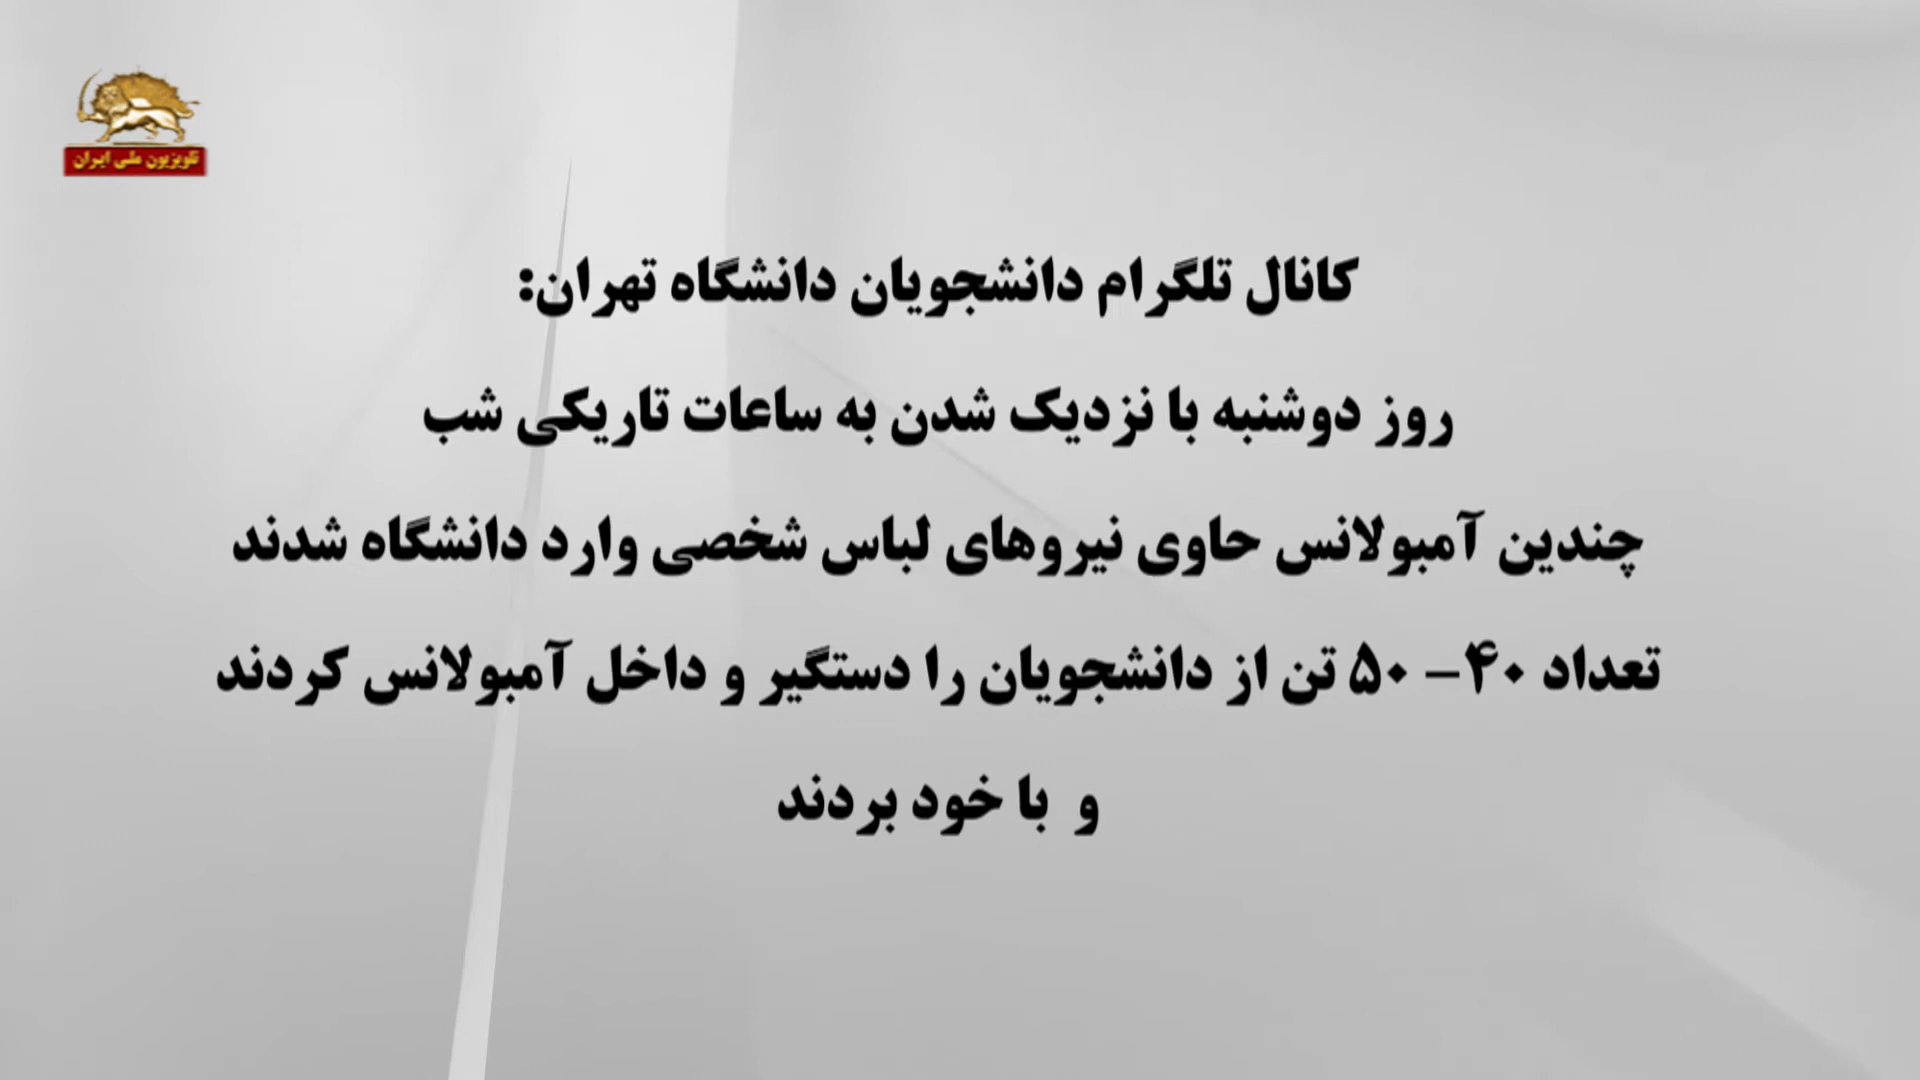 تلویزیون ملی ایران
کانال تلگرام دانشجویان دانشگاه تهران:
روز دوشنبه با نزدیک شدن به ساعات تاریکی شب
چندین آمبولانس حاوی نیروهای لباس شخصی وارد دانشگاه شدند
تعداد ۴۰- ۵۰ تن از دانشجویان را دستگیر و داخل آمبولانس کردند
و با خود بردند